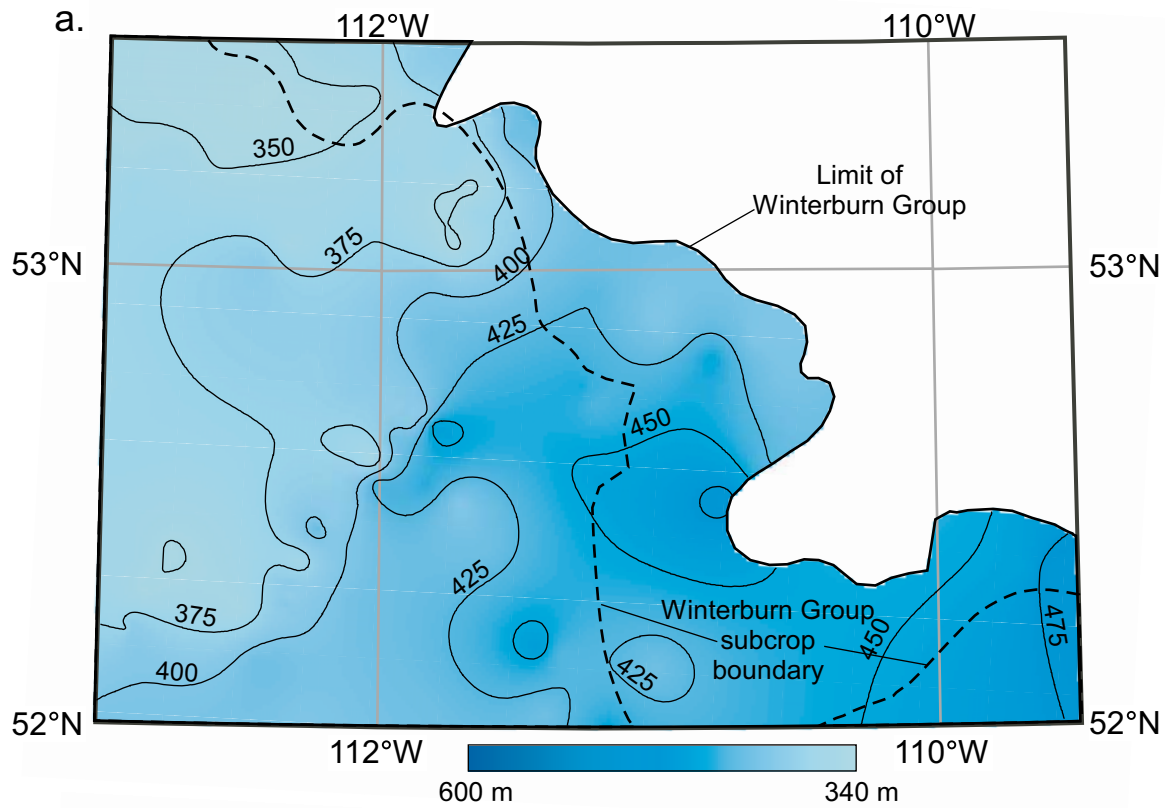 a.
112°W
110°W
350
Limit of
Winterburn Group
375
53°N
53°N
400
425
450
425
Winterburn Group
subcrop
boundary
375
450
475
400
425
52°N
52°N
112°W
110°W
600 m
340 m